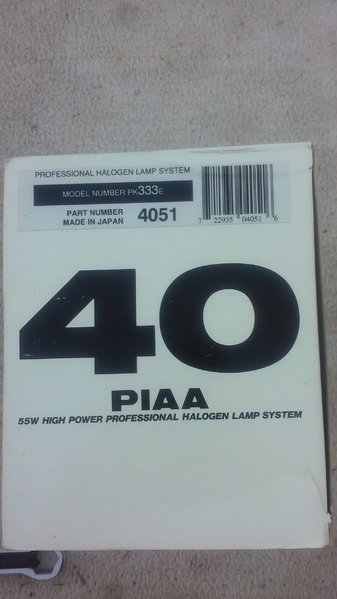 PROFESSIONAL HALOGEN LAMP SYSTEM
MODEL NUMBER PK333E
PART NUMBER 4051
MADE IN JAPAN
7 22935 04051 6
40
PIAA
55W HIGH POWER PROFESSIONAL HALOGEN LAMP SYSTEM